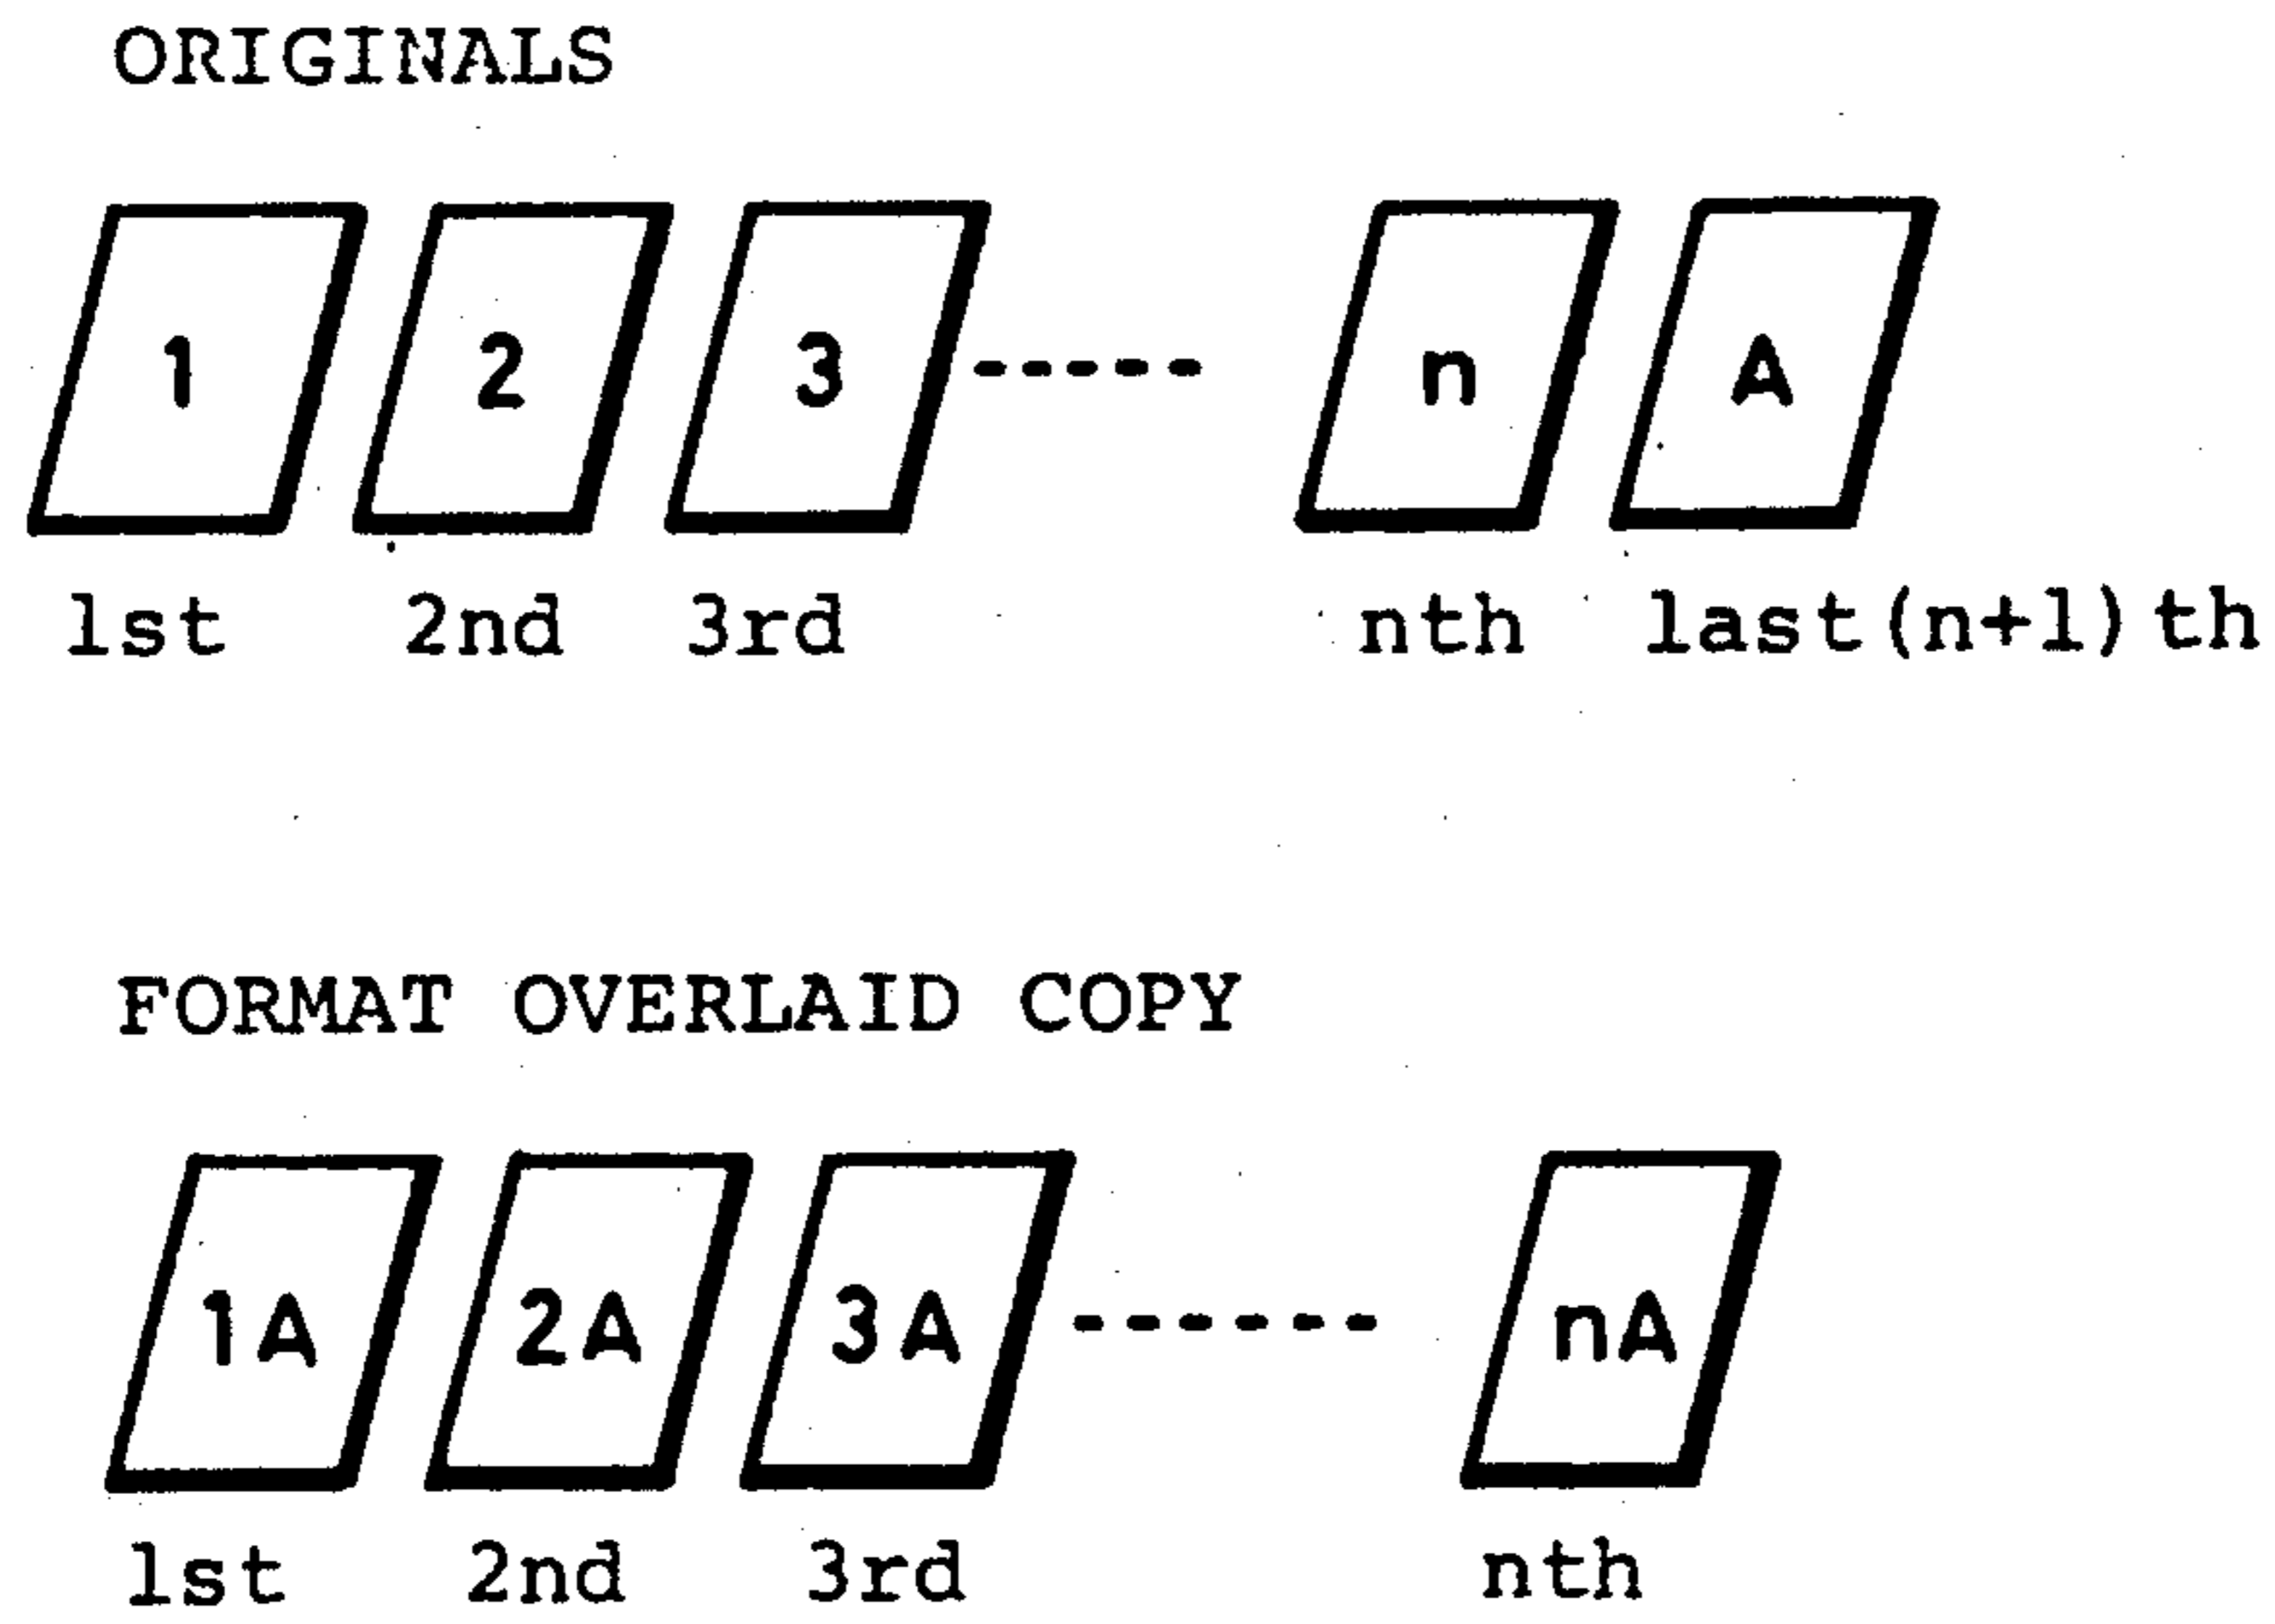 ORIGINALS
1 2 3 n A
1st 2nd 3rd nth last(n+1)th
FORMAT OVERLAID COPY
1A 2A 3A nA
1st 2nd 3rd nth